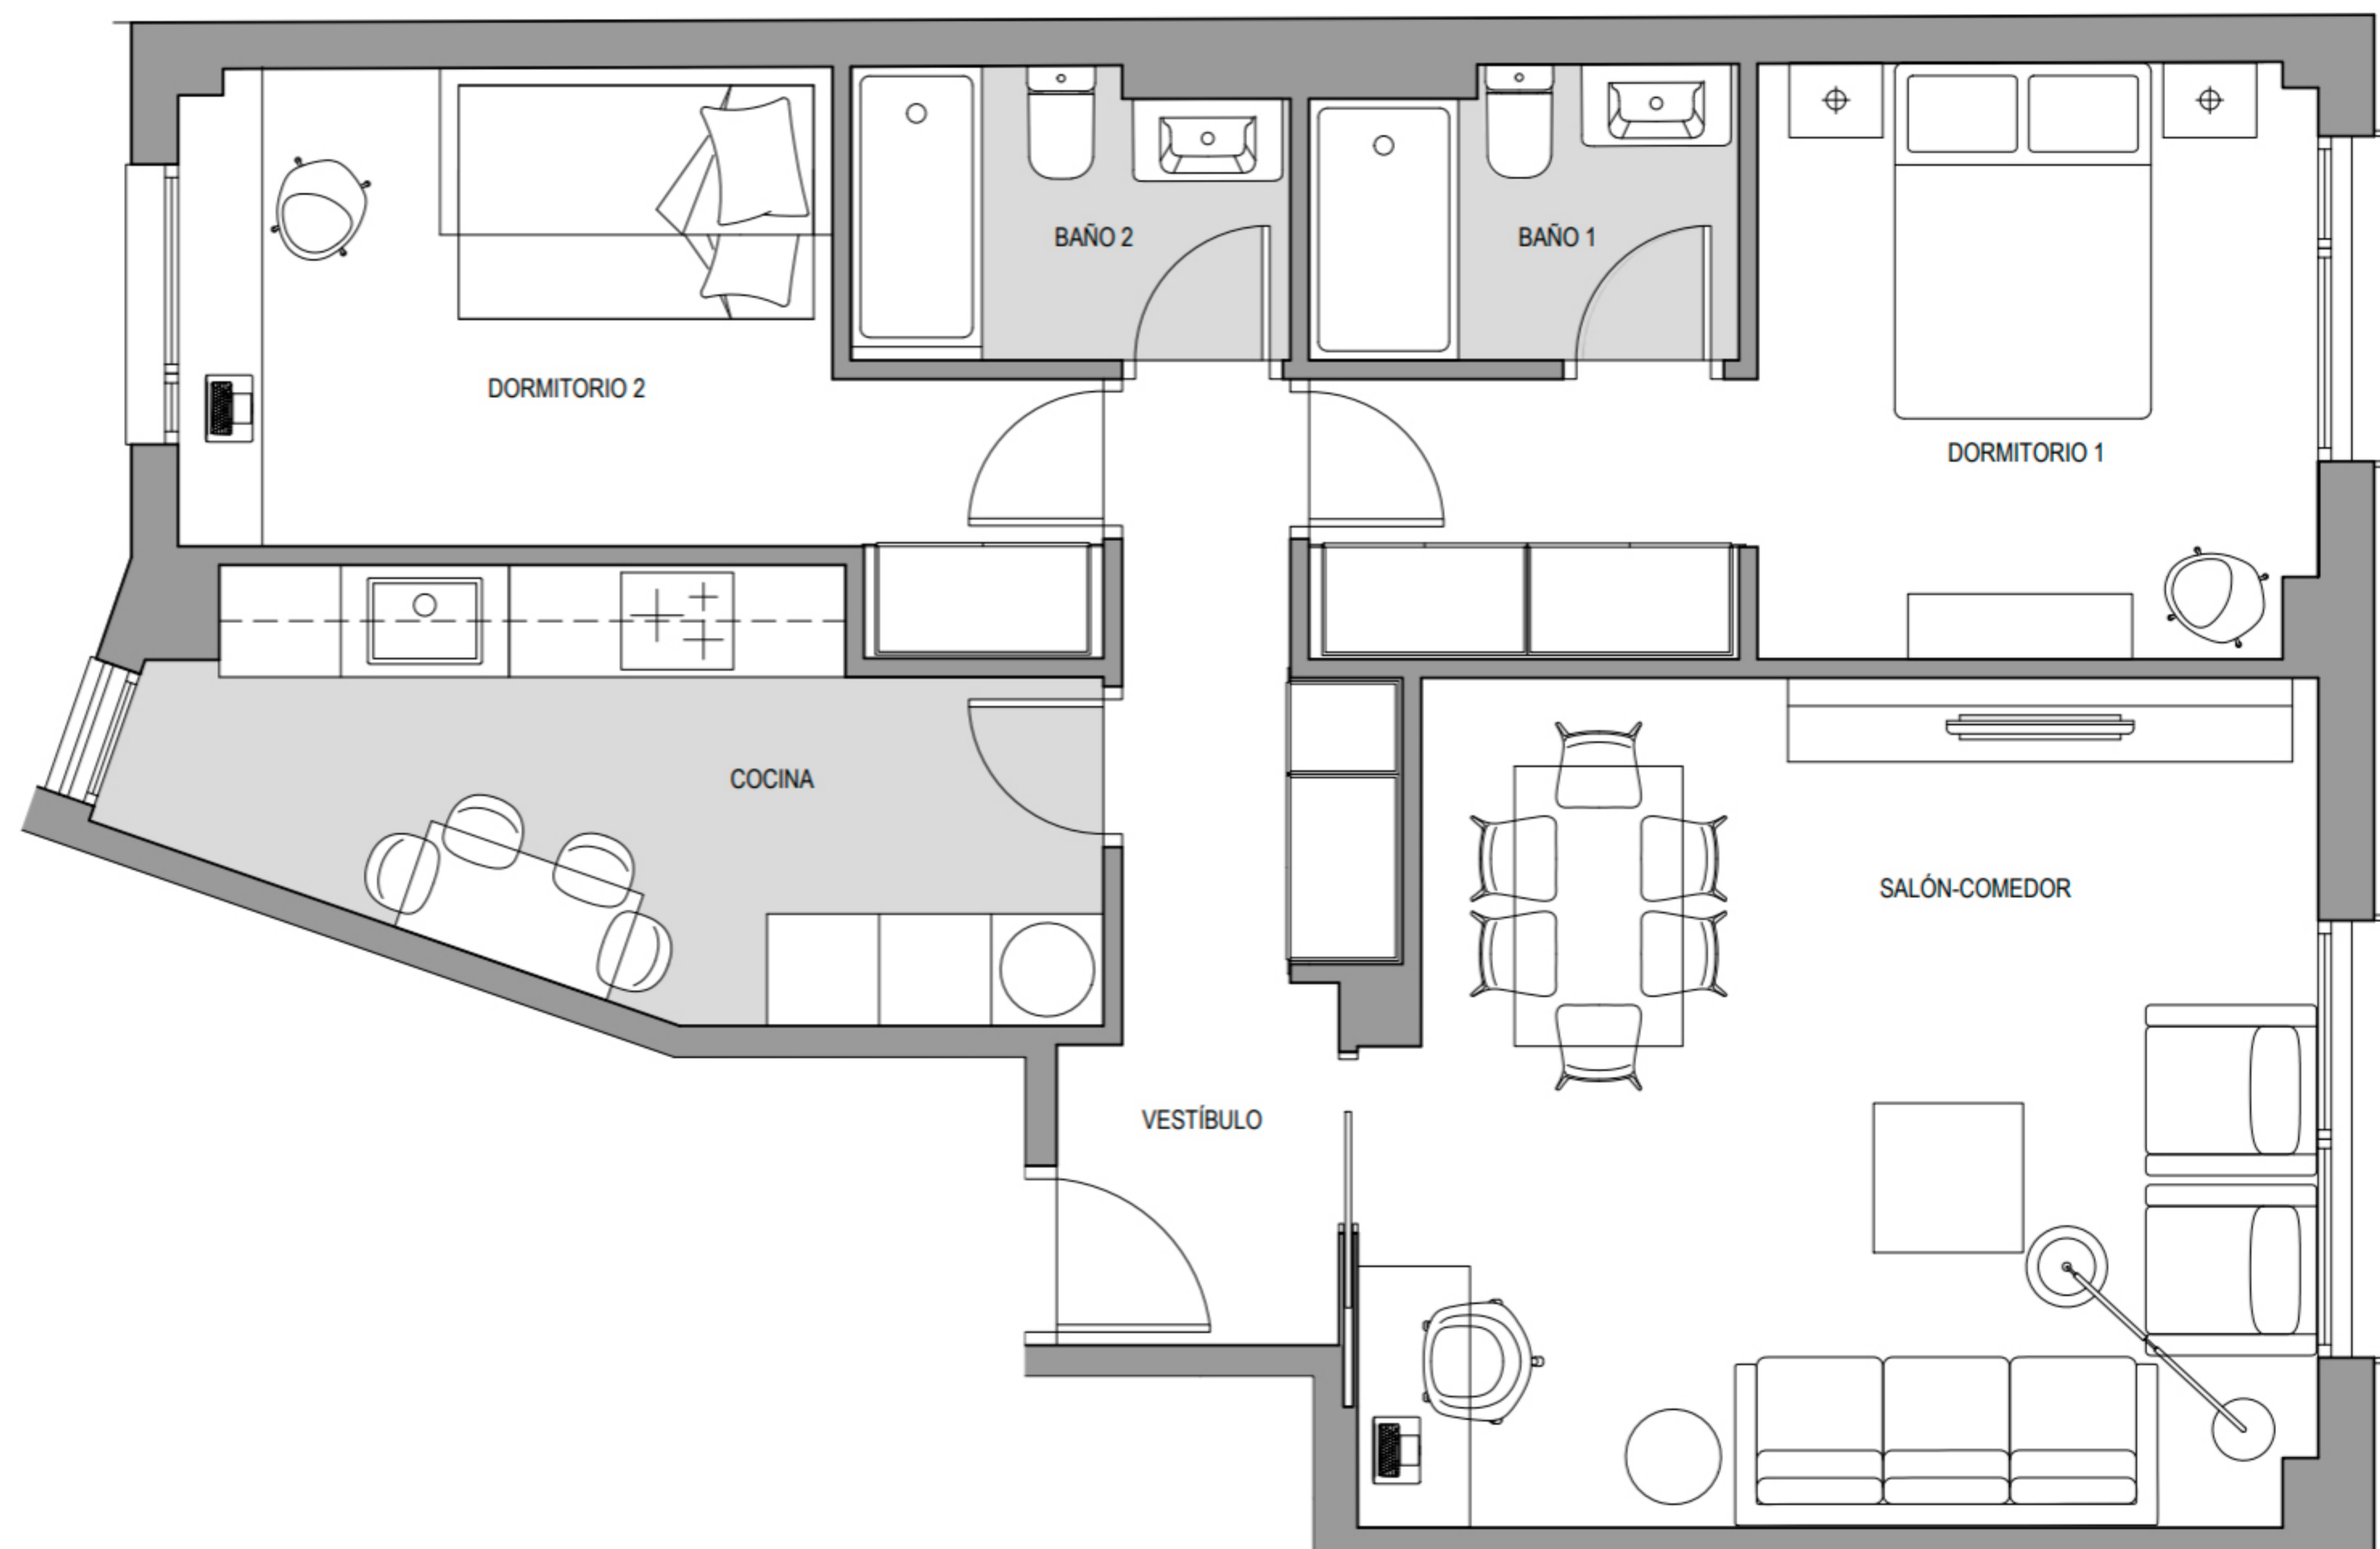 BAÑO 2
BAÑO 1
DORMITORIO 2
DORMITORIO 1
COCINA
SALÓN-COMEDOR
VESTÍBULO